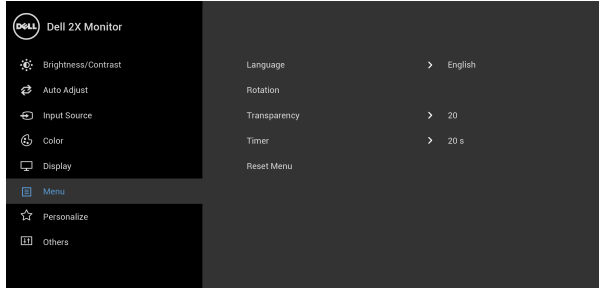 DELL Dell 2X Monitor
Brightness/Contrast
Auto Adjust
Input Source
Color
Display
Menu
Personalize
Others
Language English
Rotation
Transparency 20
Timer 20 s
Reset Menu